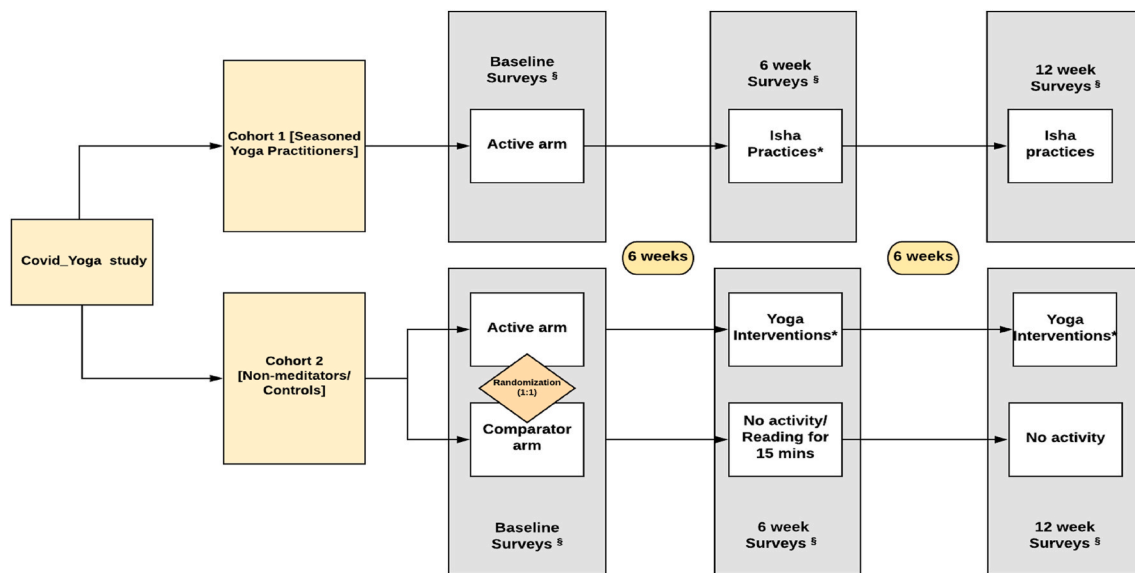 Baseline
Surveys §
6 week
Surveys §
12 week
Surveys §
Cohort 1 [Seasoned
Yoga Practitioners]
Active arm
Isha
Practices*
Isha
practices
Covid_Yoga study
6 weeks
6 weeks
Cohort 2
[Non-meditators/
Controls]
Active arm
Yoga
Interventions*
Yoga
Interventions*
Randomization
(1:1)
Comparator
arm
No activity/
Reading for
15 mins
No activity
Baseline
Surveys §
6 week
Surveys §
12 week
Surveys §